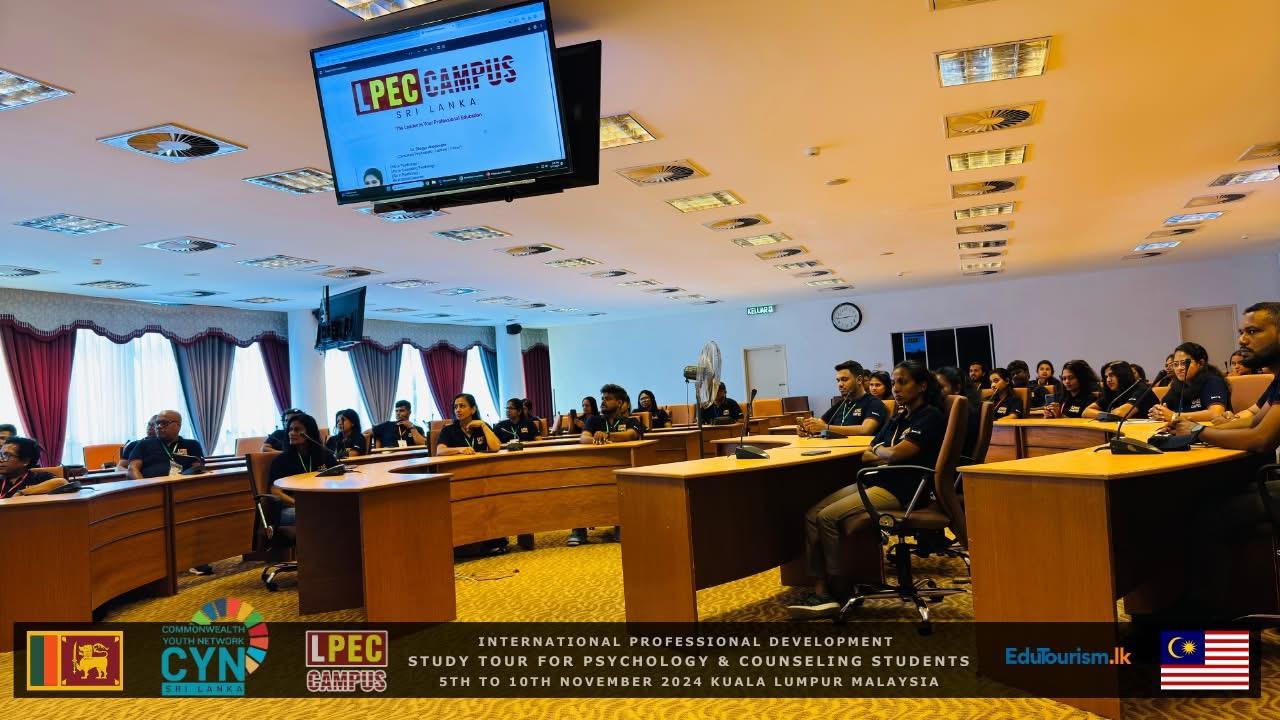 LPEC CAMPUS
SRI LANKA
The Leader in Your Professional Education
KELUAR
COMMONWEALTH
YOUTH NETWORK
CYN
SRI LANKA
LPEC
CAMPUS
INTERNATIONAL PROFESSIONAL DEVELOPMENT
STUDY TOUR FOR PSYCHOLOGY & COUNSELING STUDENTS
5TH TO 10TH NOVEMBER 2024 KUALA LUMPUR MALAYSIA
EduTourism.lk